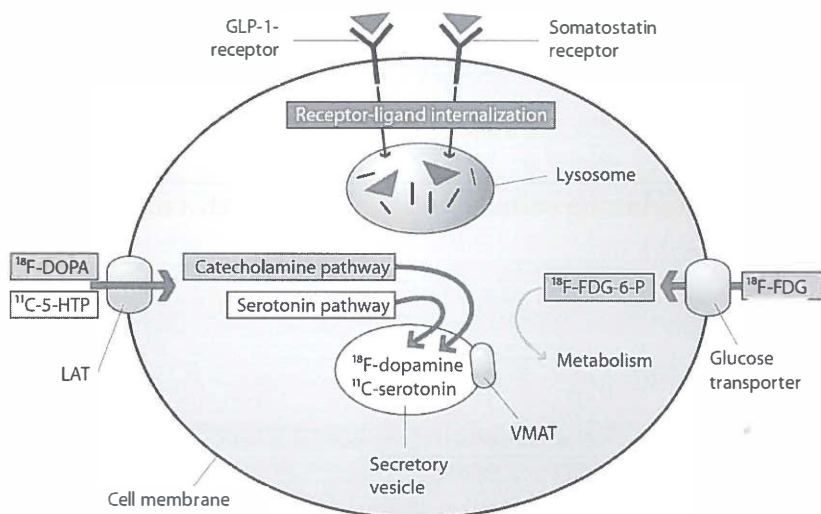 GLP-1-
receptor
Somatostatin
receptor
Receptor-ligand internalization
Lysosome
¹⁸F-DOPA
¹¹C-5-HTP
LAT
Catecholamine pathway
Serotonin pathway
¹⁸F-FDG-6-P
¹⁸F-FDG
Metabolism
Glucose
transporter
¹⁸F-dopamine
¹¹C-serotonin
VMAT
Secretory
vesicle
Cell membrane